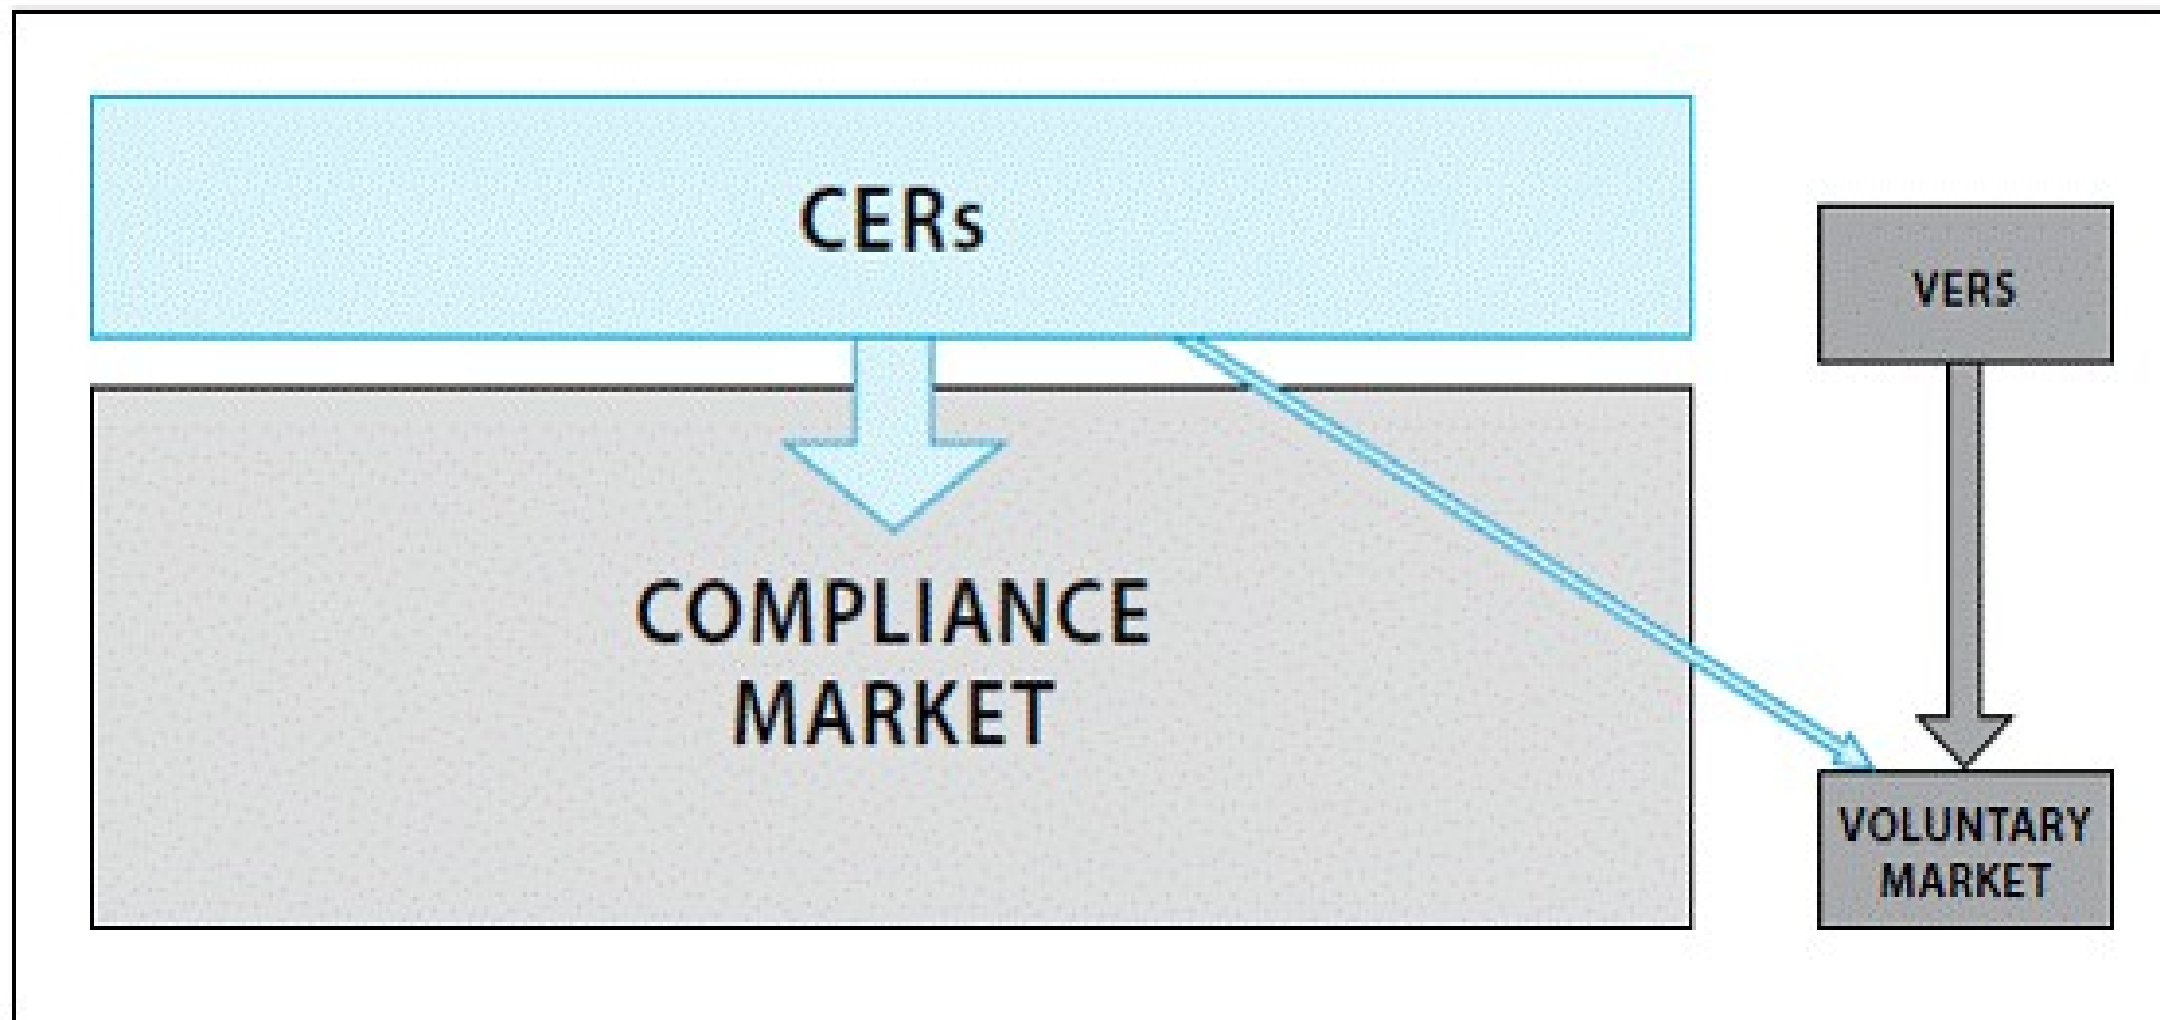 CERs
VERS
COMPLIANCE
MARKET
VOLUNTARY
MARKET